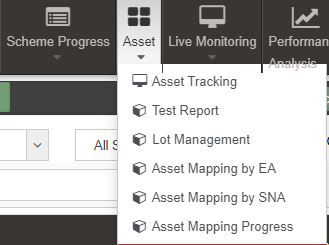 Scheme Progress
Asset
Live Monitoring
Performan
Analysis
Asset Tracking
Test Report
Lot Management
All S
Asset Mapping by EA
Asset Mapping by SNA
Asset Mapping Progress